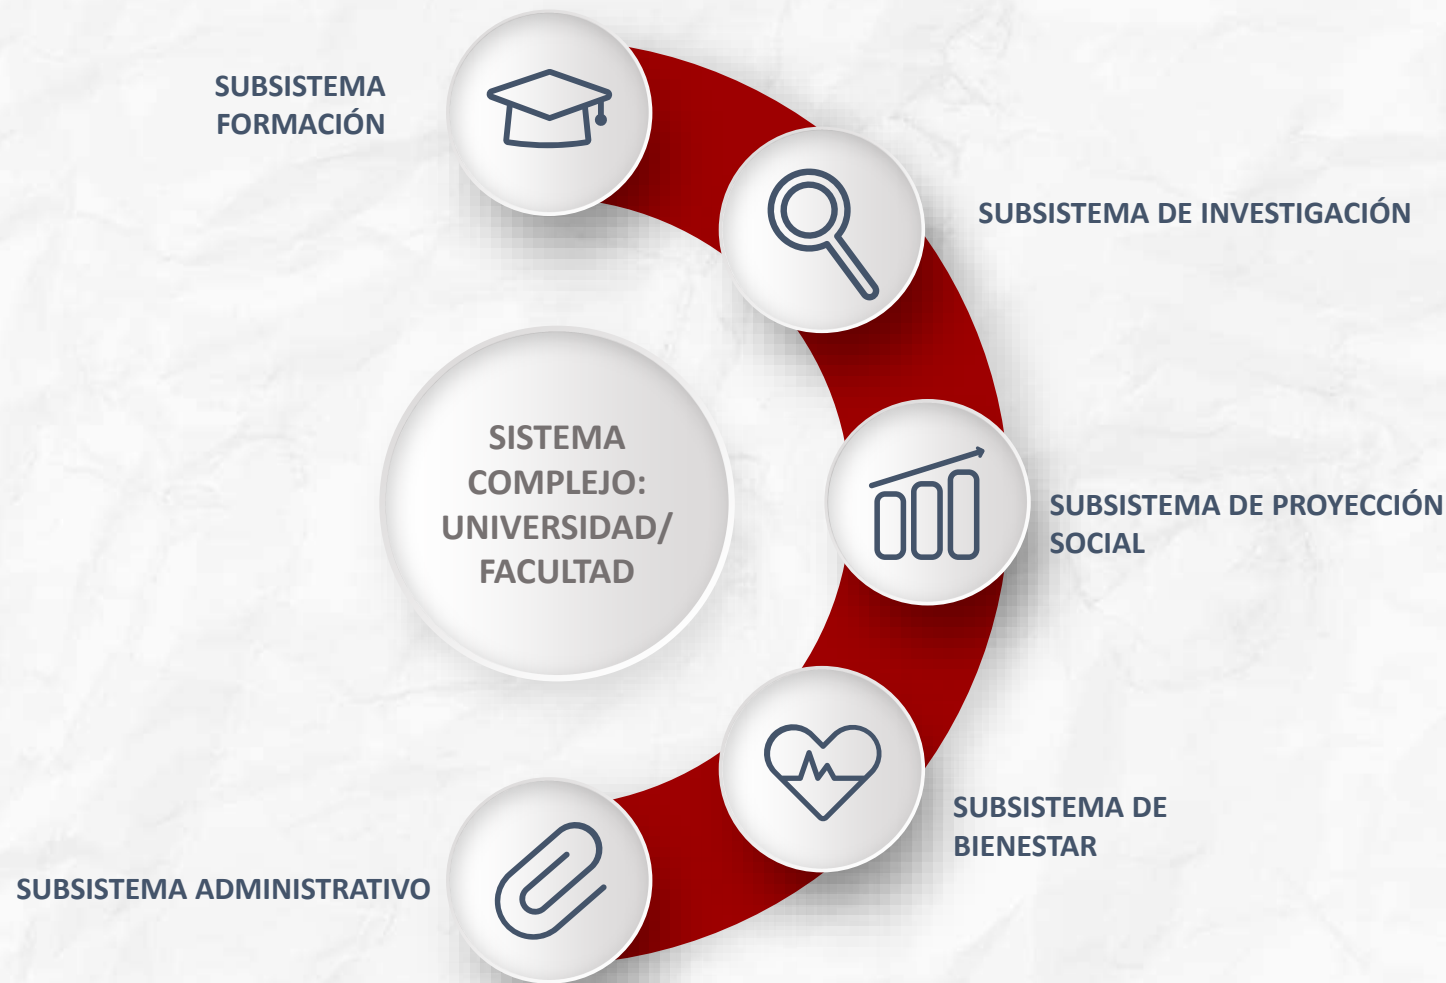 SUBSISTEMA
FORMACIÓN
SUBSISTEMA DE INVESTIGACIÓN
SISTEMA
COMPLEJO:
UNIVERSIDAD/
FACULTAD
SUBSISTEMA DE PROYECCIÓN
SOCIAL
SUBSISTEMA DE
BIENESTAR
SUBSISTEMA ADMINISTRATIVO